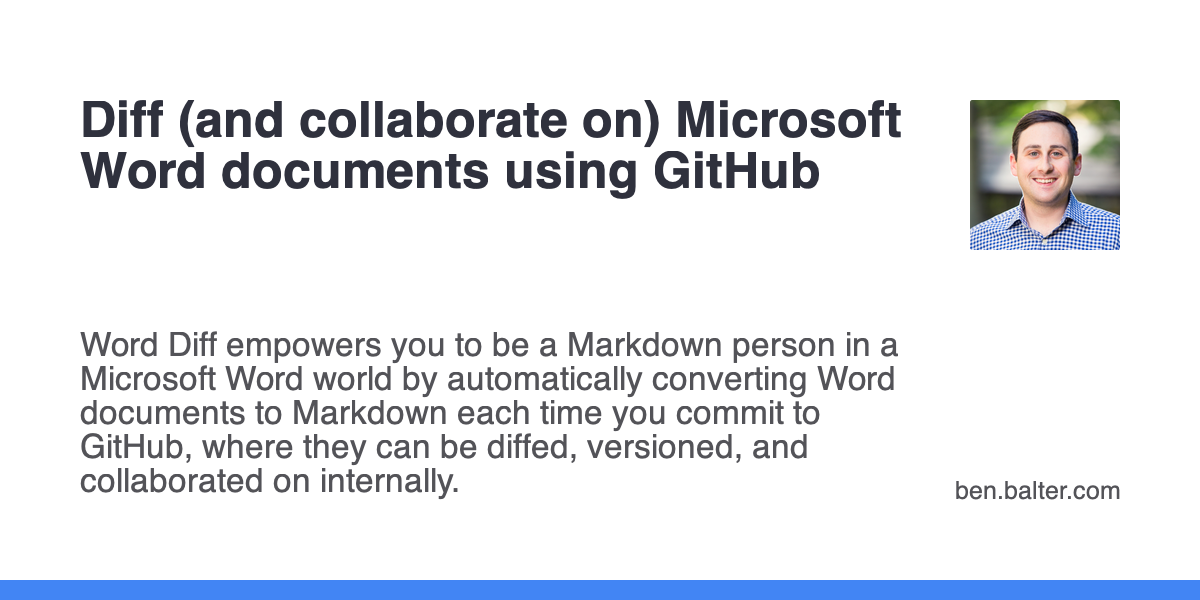 Diff (and collaborate on) Microsoft
Word documents using GitHub
Word Diff empowers you to be a Markdown person in a
Microsoft Word world by automatically converting Word
documents to Markdown each time you commit to
GitHub, where they can be diffed, versioned, and
collaborated on internally.
ben.balter.com